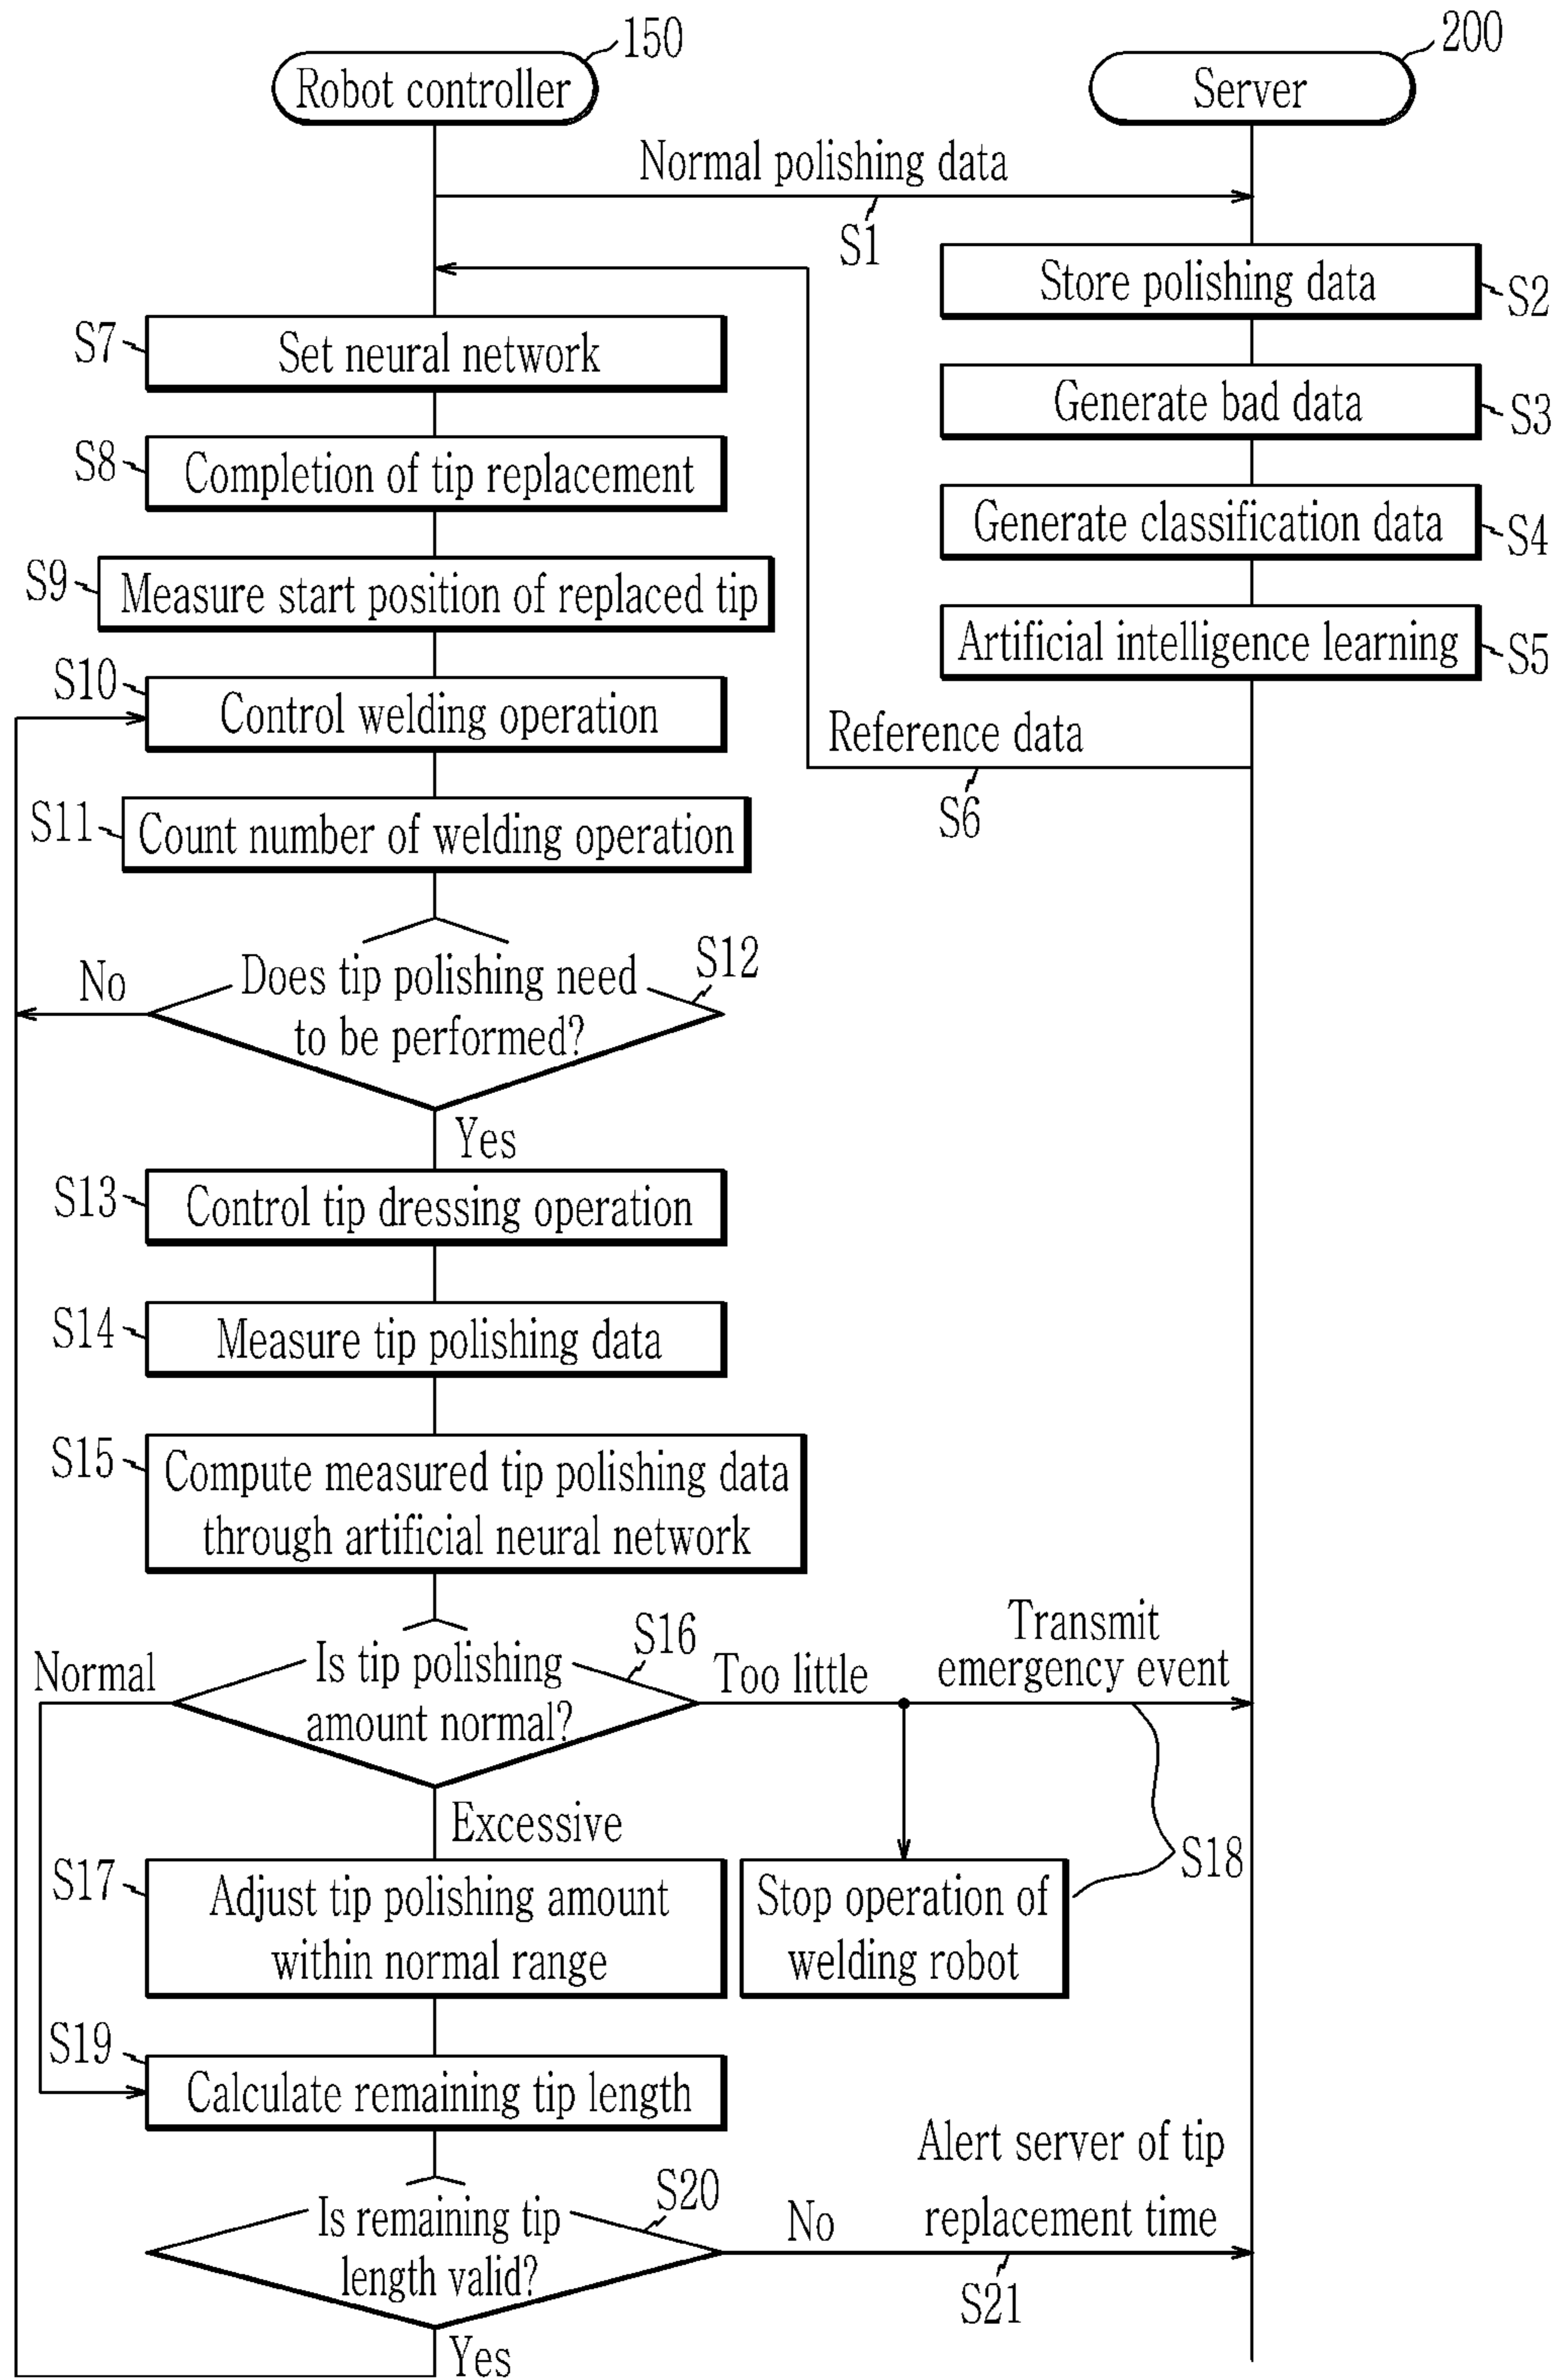 150
200
Robot controller
Server
Normal polishing data
S1
Store polishing data
S2
S7
Set neural network
Generate bad data
S3
S8
Completion of tip replacement
Generate classification data
S4
S9
Measure start position of replaced tip
Artificial intelligence learning
S5
S10
Control welding operation
Reference data
S6
S11
Count number of welding operation
S12
Does tip polishing need
to be performed?
No
Yes
S13
Control tip dressing operation
S14
Measure tip polishing data
S15
Compute measured tip polishing data
through artificial neural network
S16
Is tip polishing
amount normal?
Normal
Too little
Transmit
emergency event
Excessive
S17
Adjust tip polishing amount
within normal range
Stop operation of
welding robot
S18
S19
Calculate remaining tip length
S20
Is remaining tip
length valid?
No
Alert server of tip
replacement time
S21
Yes